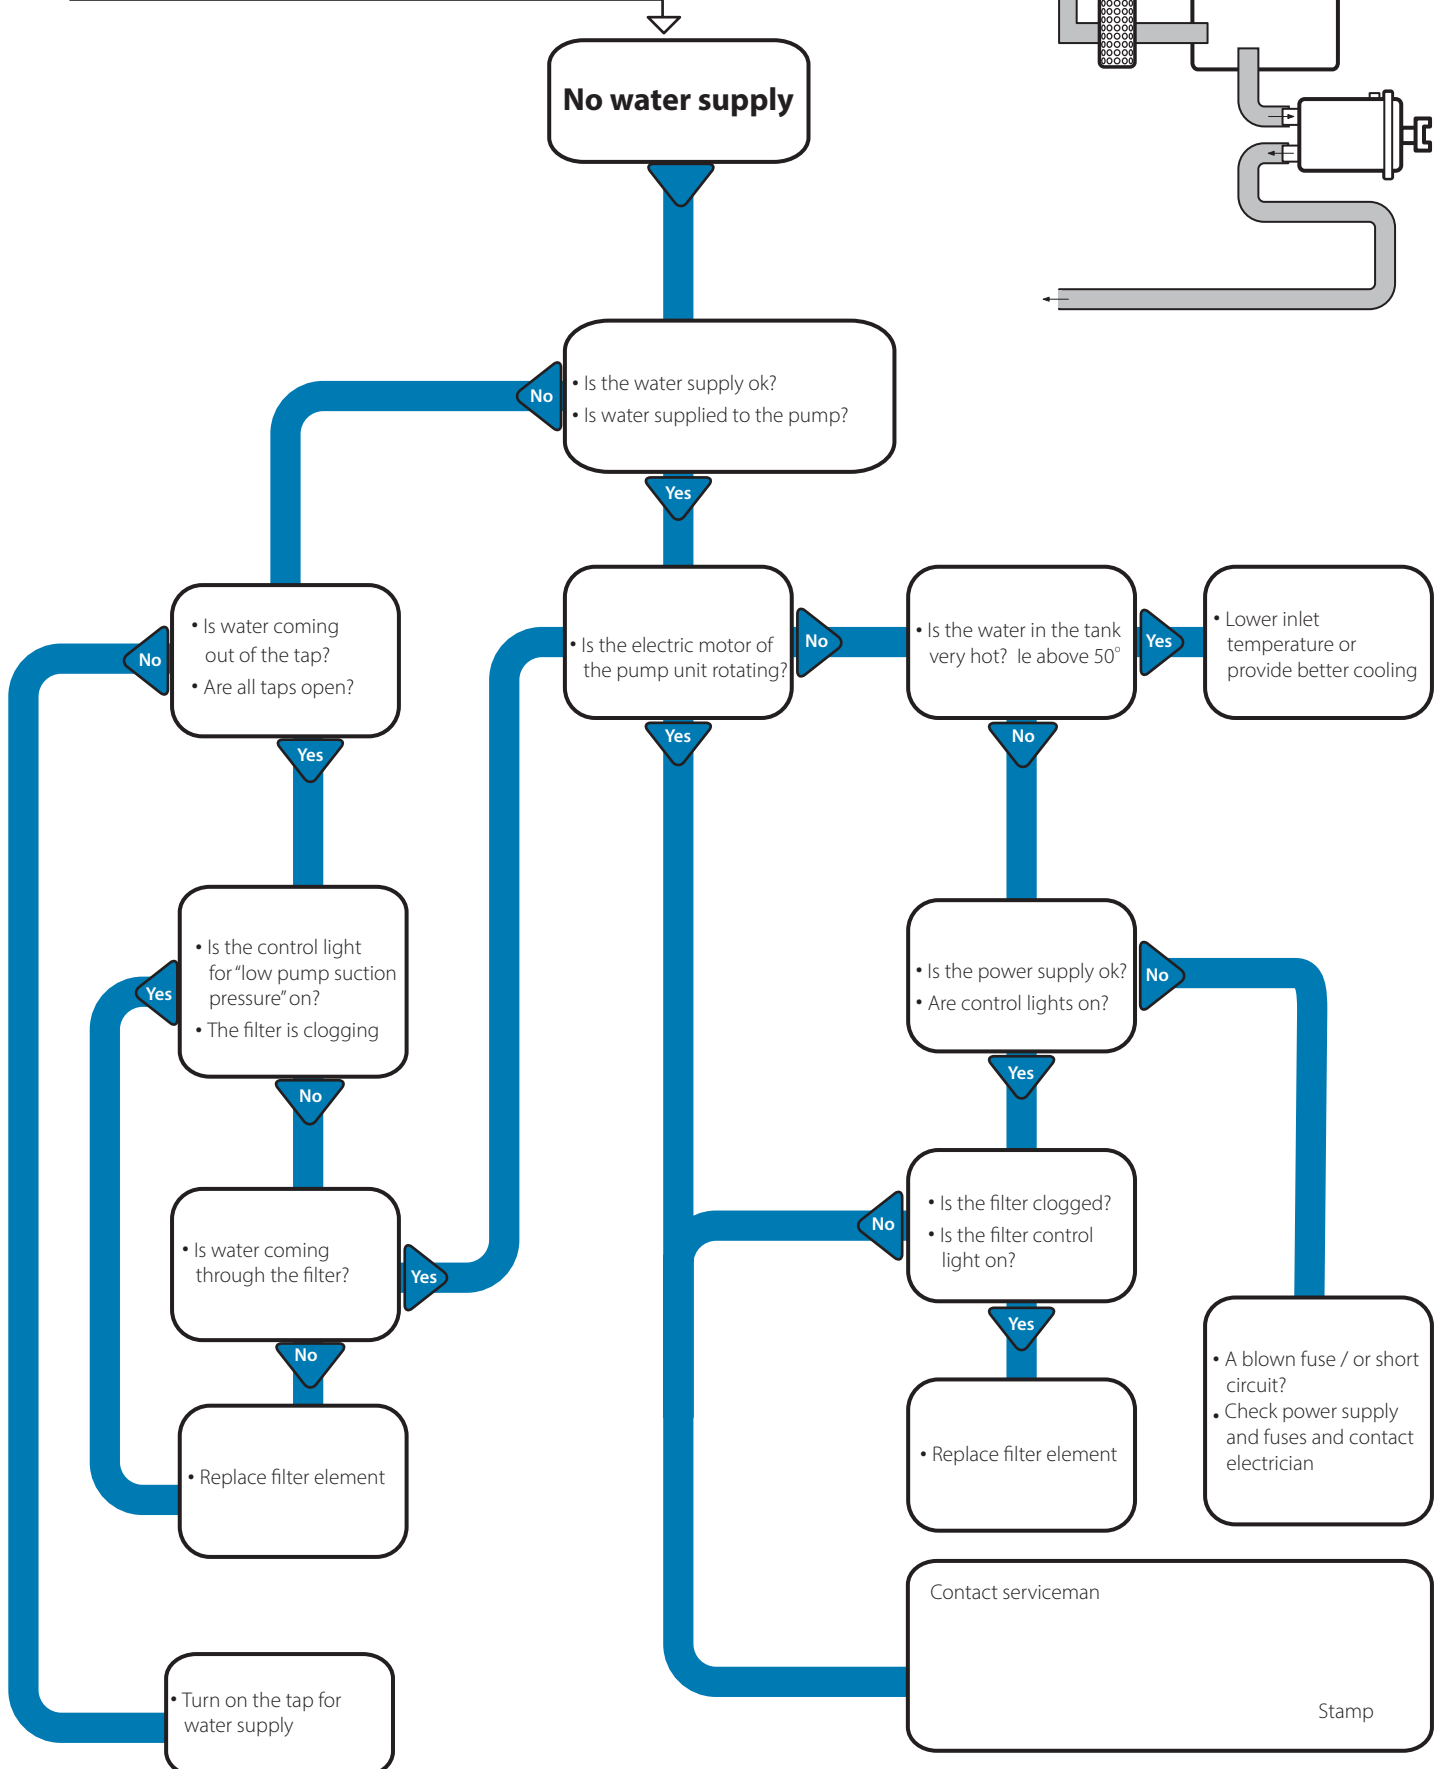 No water supply
No
• Is the water supply ok?
• Is water supplied to the pump?
Yes
• Is water coming
out of the tap?
• Are all taps open?
No
Yes
• Is the electric motor of
the pump unit rotating?
No
Yes
• Is the water in the tank
very hot? Ie above 50°
Yes
No
• Lower inlet
temperature or
provide better cooling
• Is the control light
for "low pump suction
pressure" on?
• The filter is clogging
Yes
No
• Is the power supply ok?
• Are control lights on?
No
Yes
• Is water coming
through the filter?
Yes
No
• Is the filter clogged?
• Is the filter control
light on?
No
Yes
• A blown fuse / or short
circuit?
• Check power supply
and fuses and contact
electrician
• Replace filter element
• Replace filter element
Contact serviceman
Stamp
• Turn on the tap for
water supply